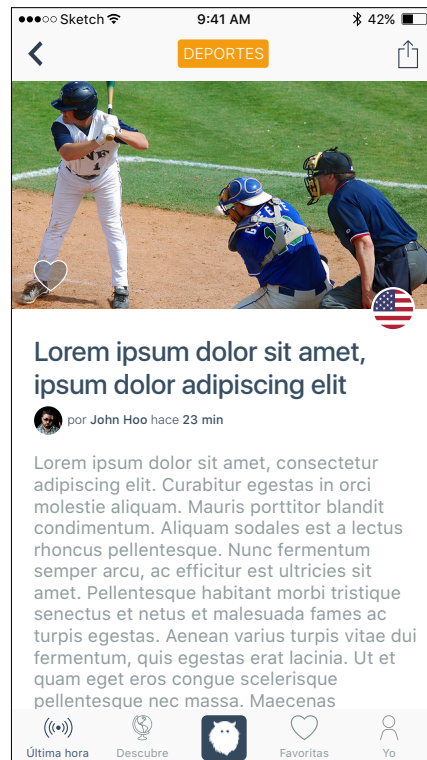 Sketch 9:41 AM 42%
DEPORTES
1
Lorem ipsum dolor sit amet,
ipsum dolor adipiscing elit
por John Hoo hace 23 min
Lorem ipsum dolor sit amet, consectetur
adipiscing elit. Curabitur egestas in orci
molestie aliquam. Mauris porttitor blandit
condimentum. Aliquam sodales est a lectus
rhoncus pellentesque. Nunc fermentum
semper arcu, ac efficitur est ultricies sit
amet. Pellentesque habitant morbi tristique
senectus et netus et malesuada fames ac
turpis egestas. Aenean varius turpis vitae dui
fermentum, quis egestas erat lacinia. Ut et
quam eget eros congue scelerisque
pellentesque nec massa. Maecenas
Última hora Descubre Favoritas Yo